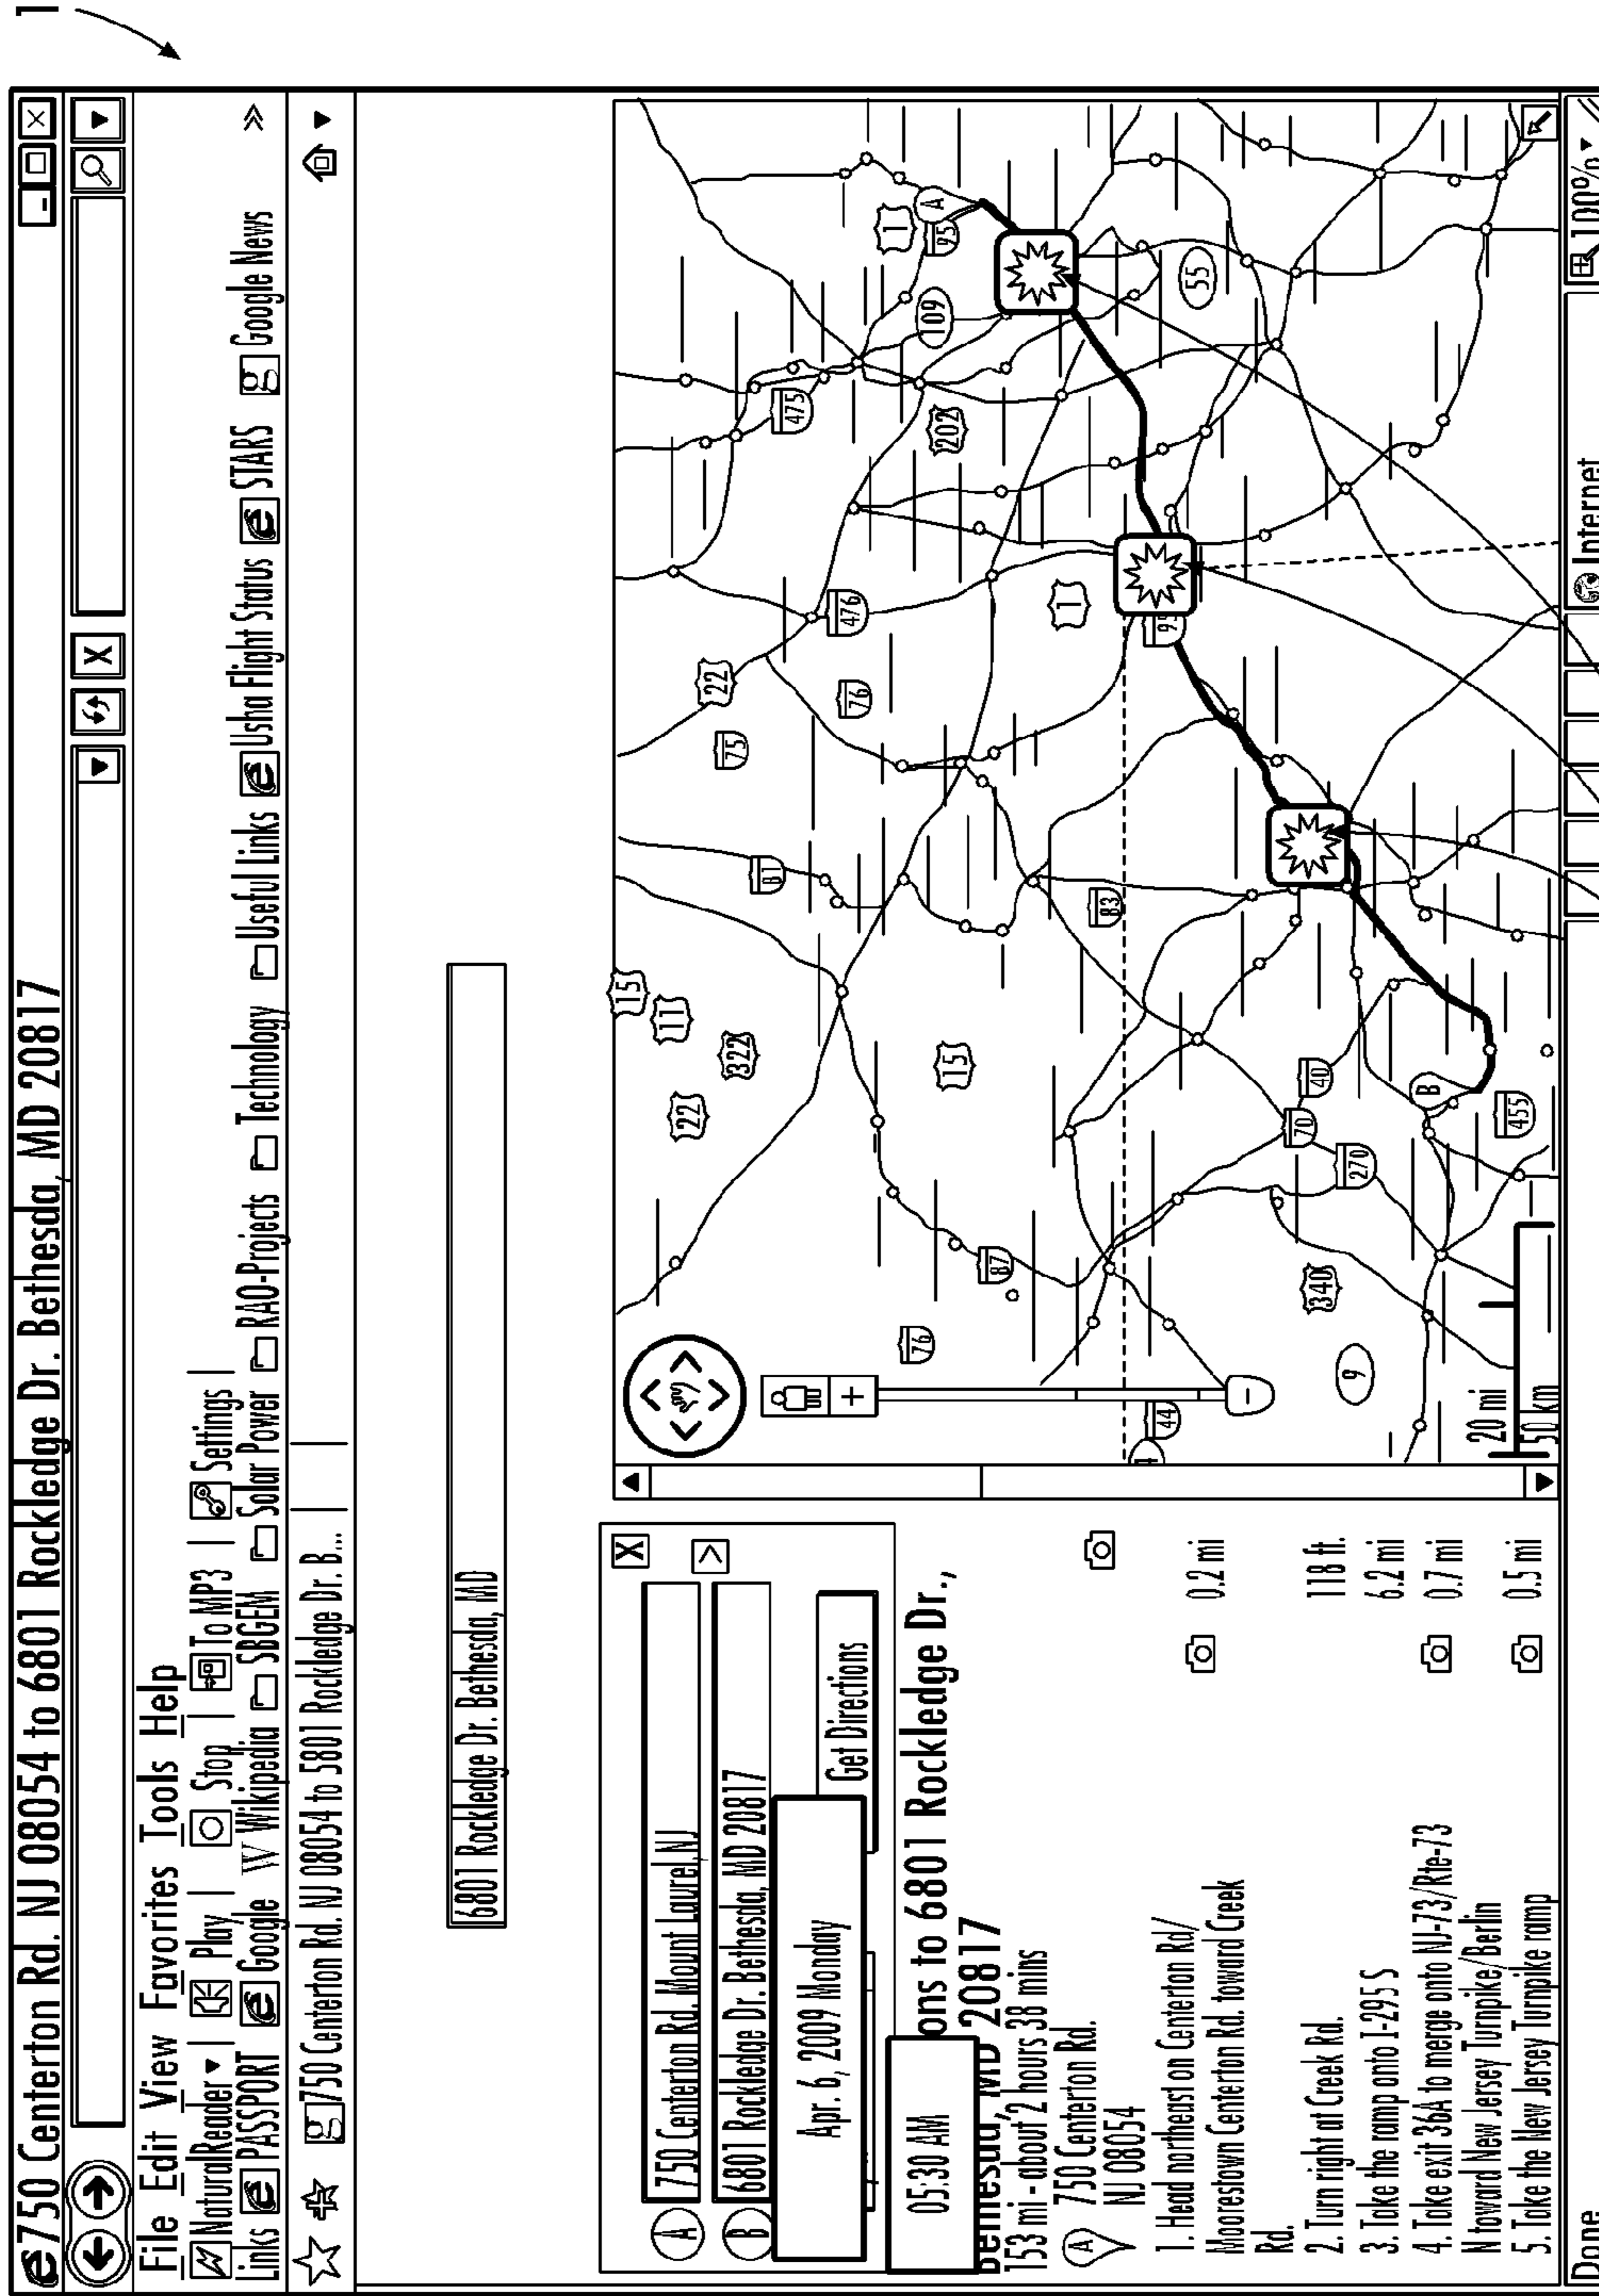 1
e750 Centerton Rd. NJ 08054 to 6801 Rockledge Dr. Bethesda, MD 20817
X
File Edit View Favorites Tools Help
NaturalReader | Play | Stop | To MP3 | Settings |
Links PASSPORT Google W Wikipedia SBGEM Solar Power RAO-Projects Technology Useful Links Usha Flight Status STARS Google News
750 Centerton Rd. NJ 08054 to 5801 Rockledge Dr. B...
6801 Rockledge Dr. Bethesda, MD
X
A 750 Centerton Rd. Mount Laurel NJ
B 6801 Rockledge Dr. Bethesda, MD 20817
Apr. 6, 2009 Monday
Get Directions
05:30 AM
ons to 6801 Rockledge Dr.,
Bethesda, MD 20817
153 mi - about 2 hours 38 mins
A 750 Centerton Rd.
NJ 08054
1. Head northeast on Centerton Rd/
Moorestown Centerton Rd. toward Creek
Rd.
0.2 mi
2. Turn right at Creek Rd. 118 ft.
3. Take the ramp onto I-295 S 6.2 mi
4. Take exit 36A to merge onto NJ-73/Rte-73 0.7 mi
N toward New Jersey Turnpike/Berlin
5. Take the New Jersey Turnpike ramp 0.5 mi
15
11
22
322
81
75
22
76
476
475
202
109
1
95
A
55
1
95
83
15
87
76
44
70
40
270
340
9
B
455
20 mi
50 km
Done
Internet
100%